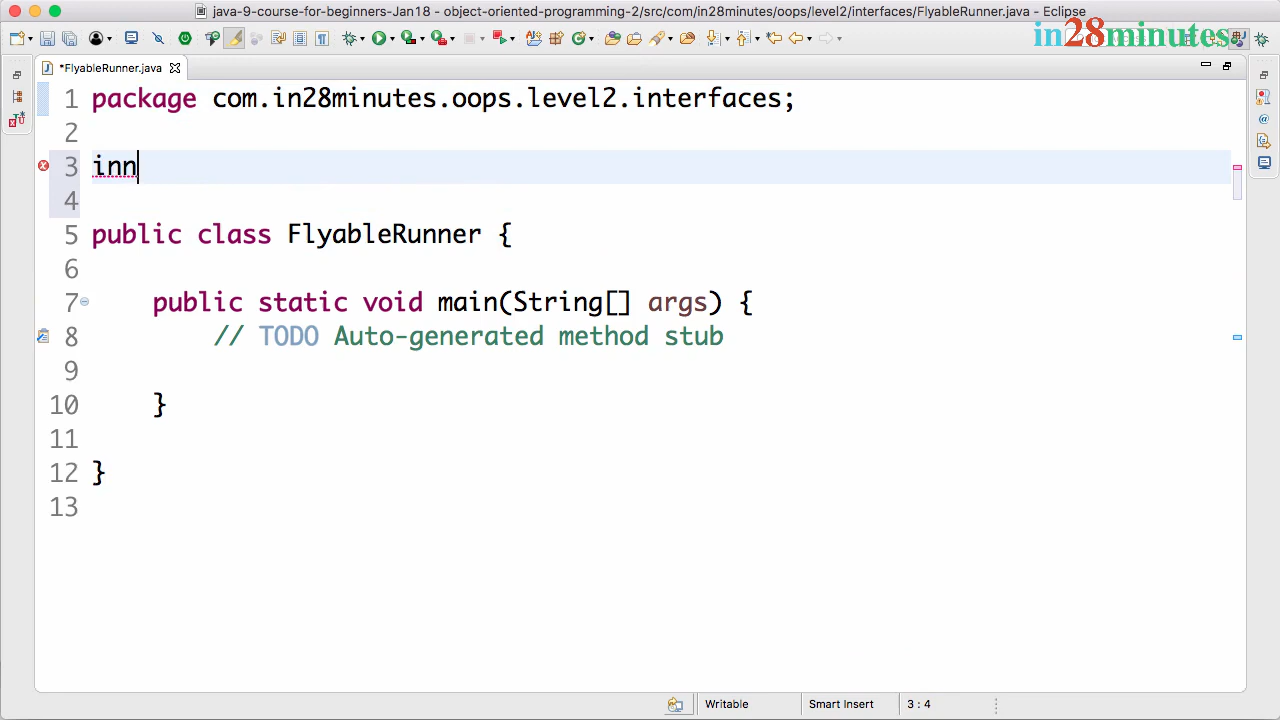 java-9-course-for-beginners-Jan18 - object-oriented-programming-2/src/com/in28minutes/oops/level2/interfaces/FlyableRunner.java - Eclipse
in28minutes
*FlyableRunner.java
1 package com.in28minutes.oops.level2.interfaces;
2
3 inn
4
5 public class FlyableRunner {
6
7 public static void main(String[] args) {
8 // TODO Auto-generated method stub
9
10 }
11
12 }
13
Writable Smart Insert 3 : 4